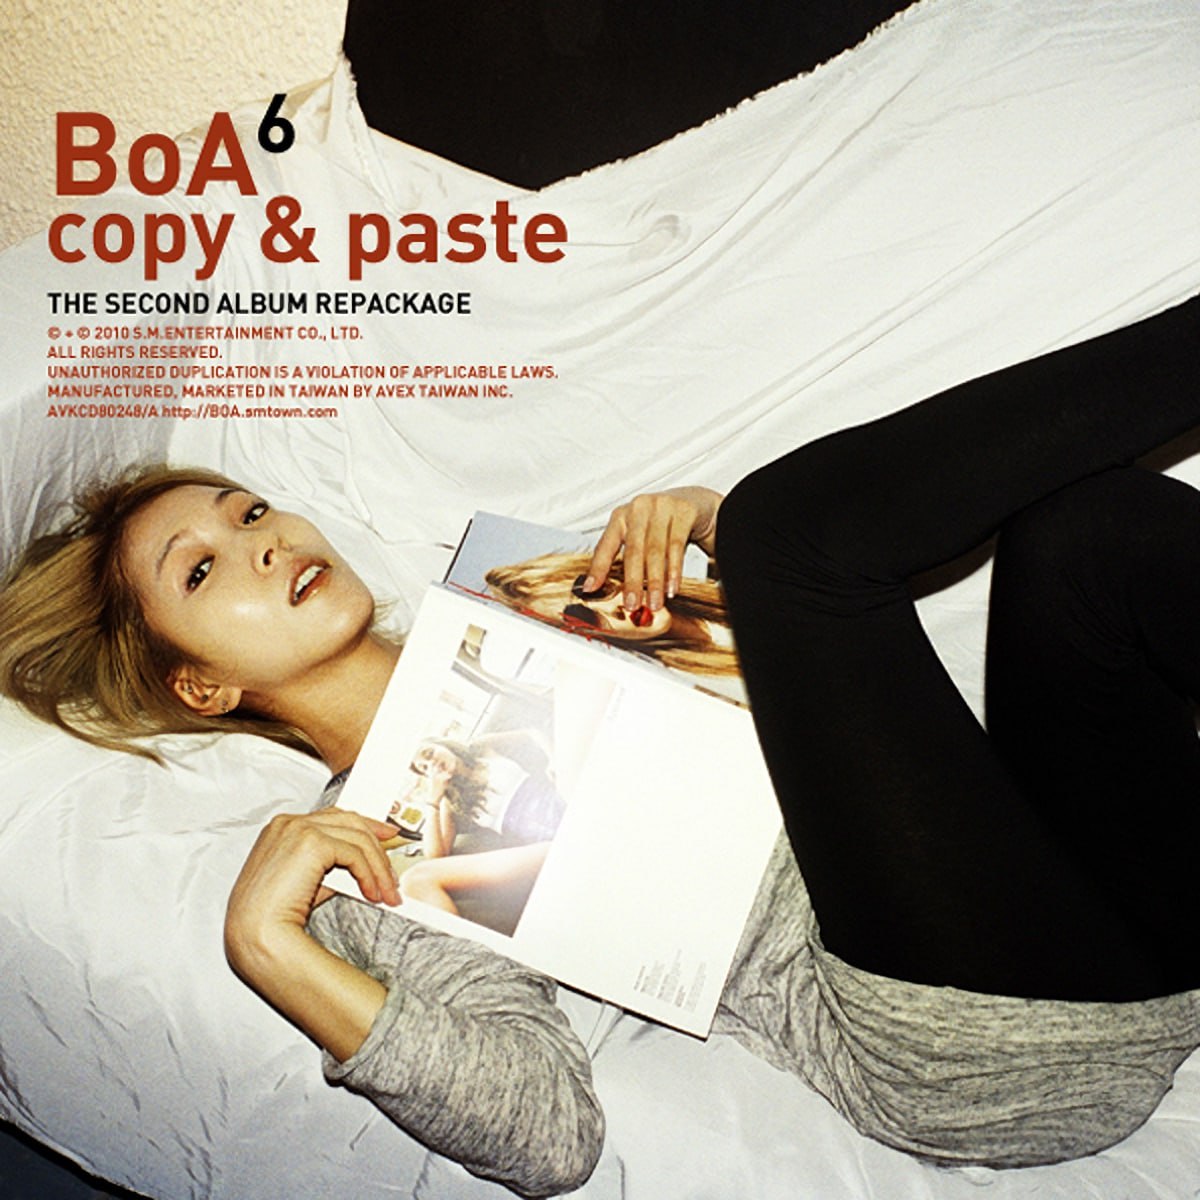 BoA6
copy & paste
THE SECOND ALBUM REPACKAGE
© + © 2010 S.M.ENTERTAINMENT CO., LTD.
ALL RIGHTS RESERVED.
UNAUTHORIZED DUPLICATION IS A VIOLATION OF APPLICABLE LAWS.
MANUFACTURED, MARKETED IN TAIWAN BY AVEX TAIWAN INC.
AVKCD80248/A http://BOA.smtown.com